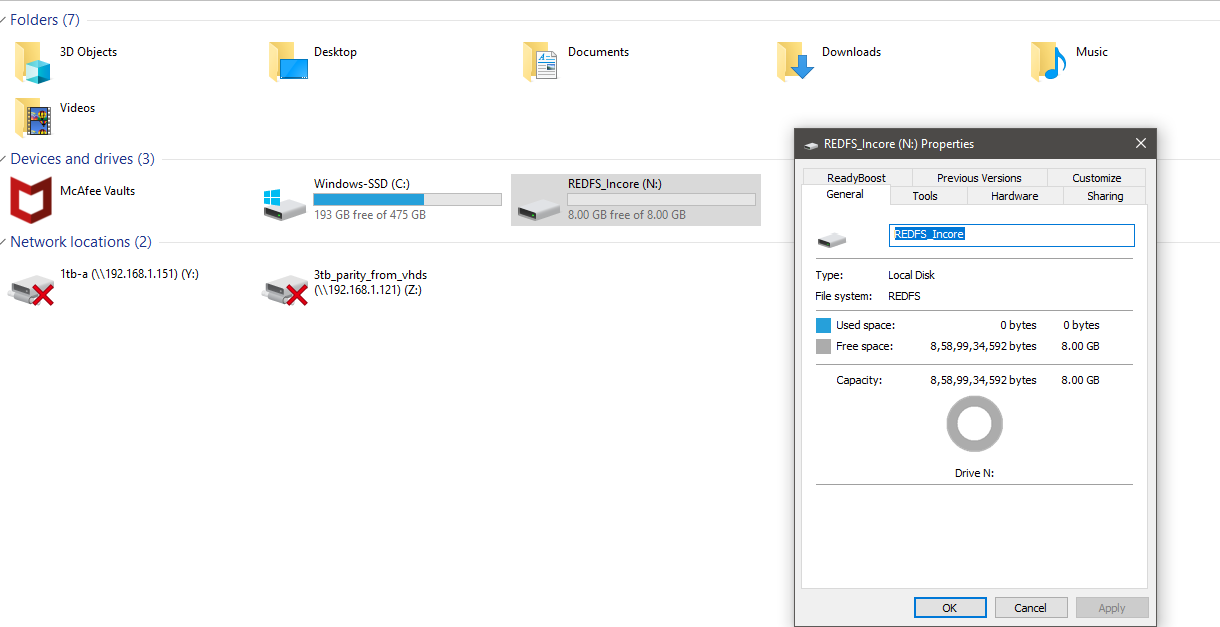 Folders (7)
3D Objects
Desktop
Documents
Downloads
Music
Videos
Devices and drives (3)
McAfee Vaults
Windows-SSD (C:)
193 GB free of 475 GB
REDFS_Incore (N:)
8.00 GB free of 8.00 GB
Network locations (2)
1tb-a (\\192.168.1.151) (Y:)
3tb_parity_from_vhds
(\\192.168.1.121) (Z:)
REDFS_Incore (N:) Properties
ReadyBoost Previous Versions Customize
General Tools Hardware Sharing
REDFS_Incore
Type: Local Disk
File system: REDFS
Used space: 0 bytes 0 bytes
Free space: 8,58,99,34,592 bytes 8.00 GB
Capacity: 8,58,99,34,592 bytes 8.00 GB
Drive N:
OK Cancel Apply